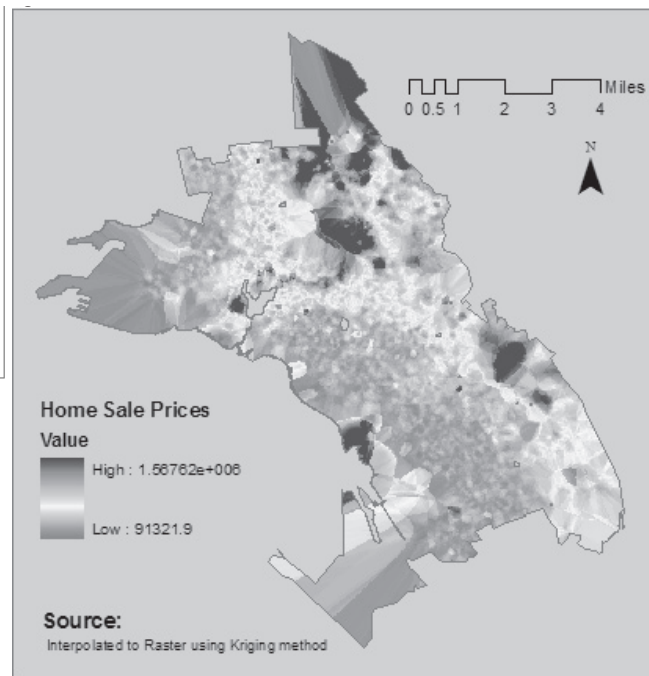 Miles
0 0.5 1 2 3 4
N
Home Sale Prices
Value
High : 1.56762e+006
Low : 91321.9
Source:
Interpolated to Raster using Kriging method